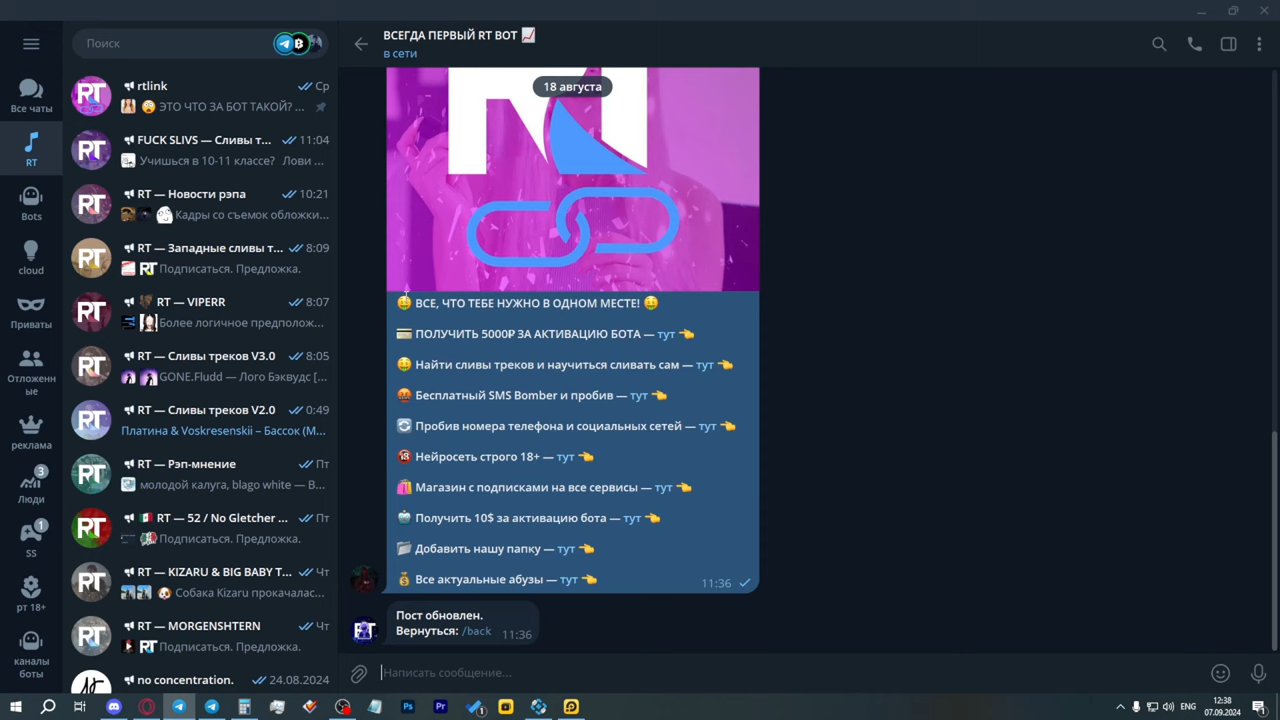 Поиск
ВСЕГДА ПЕРВЫЙ RT БОТ
в сети
Все чаты
RT
Bots
cloud
Приваты
Отложенн
ые
реклама
3
Люди
1
SS
рт 18+
каналы
боты
rtlink
Ср
ЭТО ЧТО ЗА БОТ ТАКОЙ? ...
FUCK SLIVS — Сливы т...
11:04
Учишься в 10-11 классе? Лови ...
RT — Новости рэпа
10:21
Кадры со съемок обложки...
RT — Западные сливы т...
8:09
Подписаться. Предложка.
RT — VIPERR
8:07
Более логичное предполож...
RT — Сливы треков V3.0
8:05
GONE.Fludd — Лого Бэквудс [...
RT — Сливы треков V2.0
0:49
Платина & Voskresenskii – Бассок (М...
RT — Рэп-мнение
Пт
молодой калуга, blago white — В...
RT — 52 / No Gletcher ...
Пт
Подписаться. Предложка.
RT — KIZARU & BIG BABY T...
Чт
Собака Kizaru прокачалас...
RT — MORGENSHTERN
Чт
Подписаться. Предложка.
no concentration.
24.08.2024
18 августа
ВСЕ, ЧТО ТЕБЕ НУЖНО В ОДНОМ МЕСТЕ!
ПОЛУЧИТЬ 5000₽ ЗА АКТИВАЦИЮ БОТА — тут
Найти сливы треков и научиться сливать сам — тут
Бесплатный SMS Bomber и пробив — тут
Пробив номера телефона и социальных сетей — тут
Нейросеть строго 18+ — тут
Магазин с подписками на все сервисы — тут
Получить 10$ за активацию бота — тут
Добавить нашу папку — тут
Все актуальные абузы — тут
11:36
Пост обновлен.
Вернуться: /back
11:36
Написать сообщение...
ENG
12:38
07.09.2024